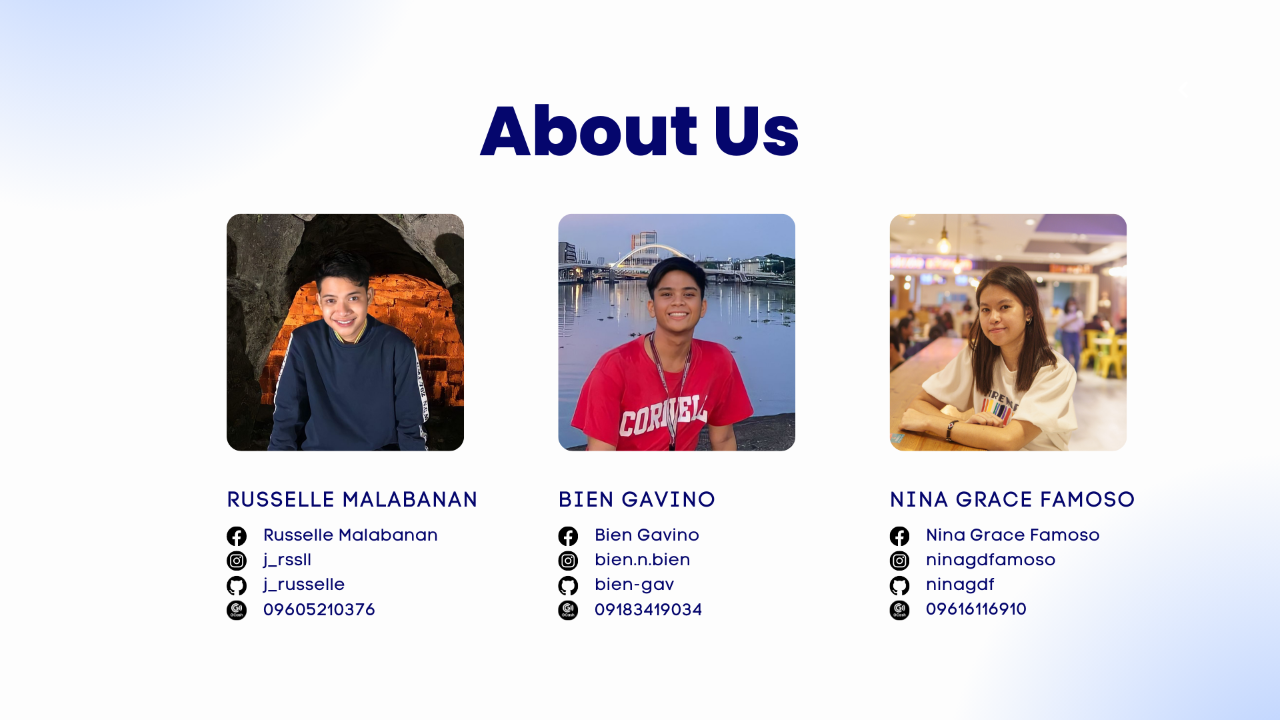 About Us
CORNELL
RUSSELLE MALABANAN
Russelle Malabanan
j_rssll
j_russelle
09605210376
BIEN GAVINO
Bien Gavino
bien.n.bien
bien-gav
09183419034
NINA GRACE FAMOSO
Nina Grace Famoso
ninagdfamoso
ninagdf
09616116910